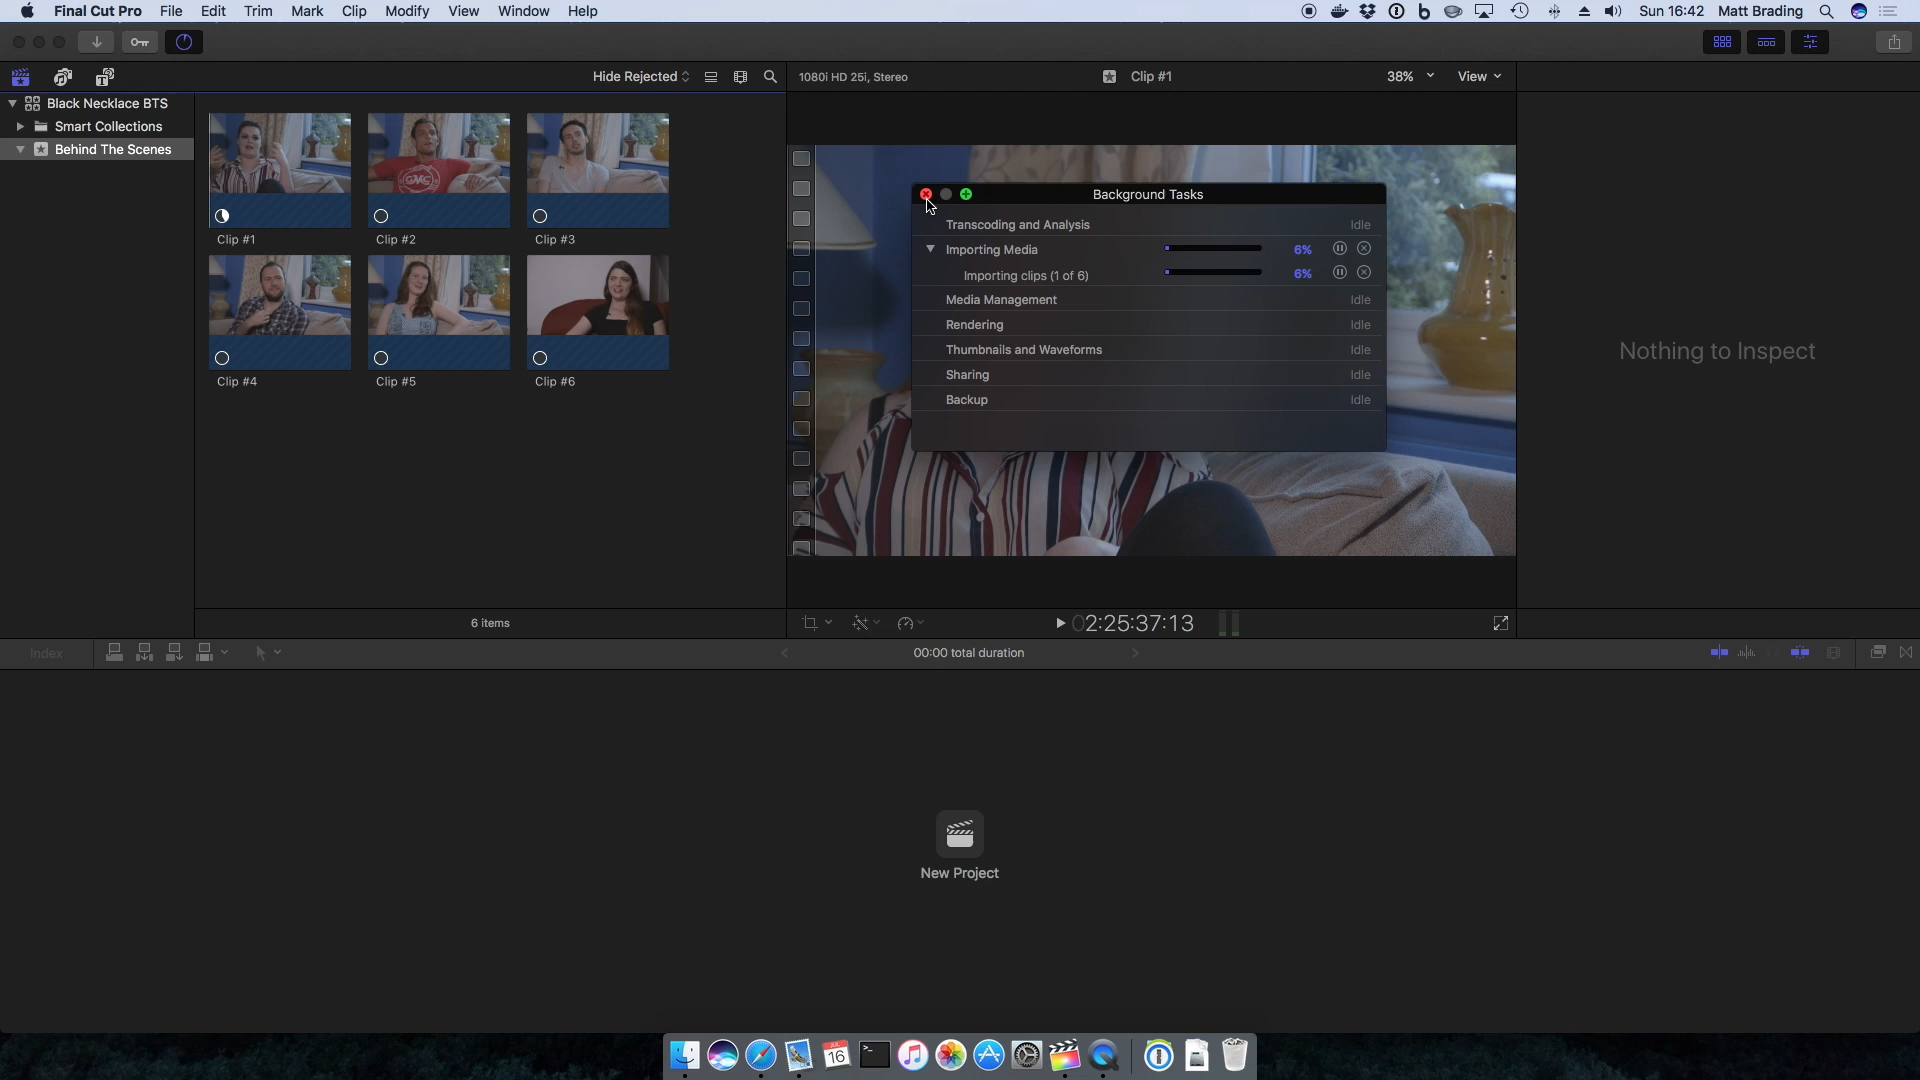 Final Cut Pro File Edit Trim Mark Clip Modify View Window Help Sun 16:42 Matt Brading
Hide Rejected
1080i HD 25i, Stereo Clip #1 38% View
Black Necklace BTS
Smart Collections
Behind The Scenes
GMC
Clip #1 Clip #2 Clip #3
Clip #4 Clip #5 Clip #6
Background Tasks
Transcoding and Analysis Idle
Importing Media 6%
Importing clips (1 of 6) 6%
Media Management Idle
Rendering Idle
Thumbnails and Waveforms Idle
Sharing Idle
Backup Idle
Nothing to Inspect
6 items
02:25:37:13
Index
00:00 total duration
New Project
JUL
16